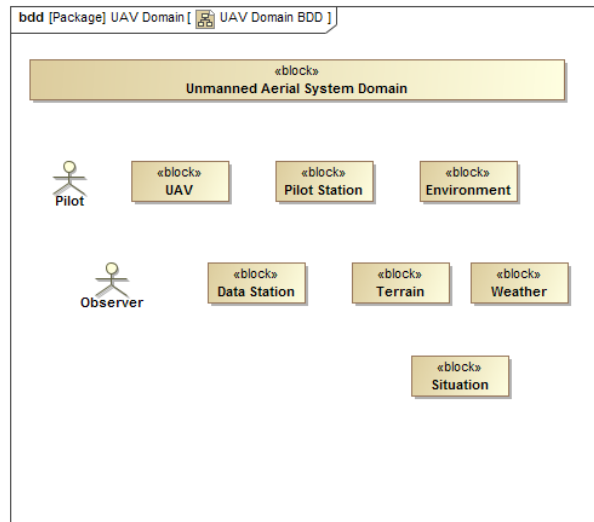 bdd [Package] UAV Domain [ UAV Domain BDD ]
«block»
Unmanned Aerial System Domain
Pilot
«block»
UAV
«block»
Pilot Station
«block»
Environment
Observer
«block»
Data Station
«block»
Terrain
«block»
Weather
«block»
Situation